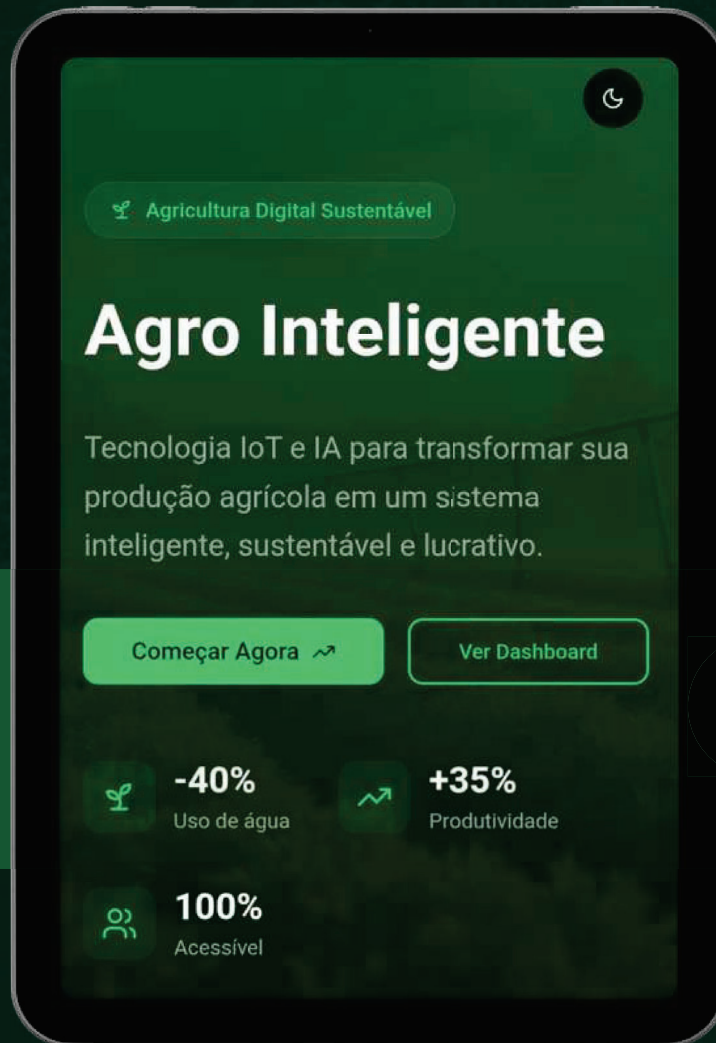 Agricultura Digital Sustentável
Agro Inteligente
Tecnologia IoT e IA para transformar sua
produção agrícola em um sistema
inteligente, sustentável e lucrativo.
Começar Agora
Ver Dashboard
-40%
Uso de água
+35%
Produtividade
100%
Acessível